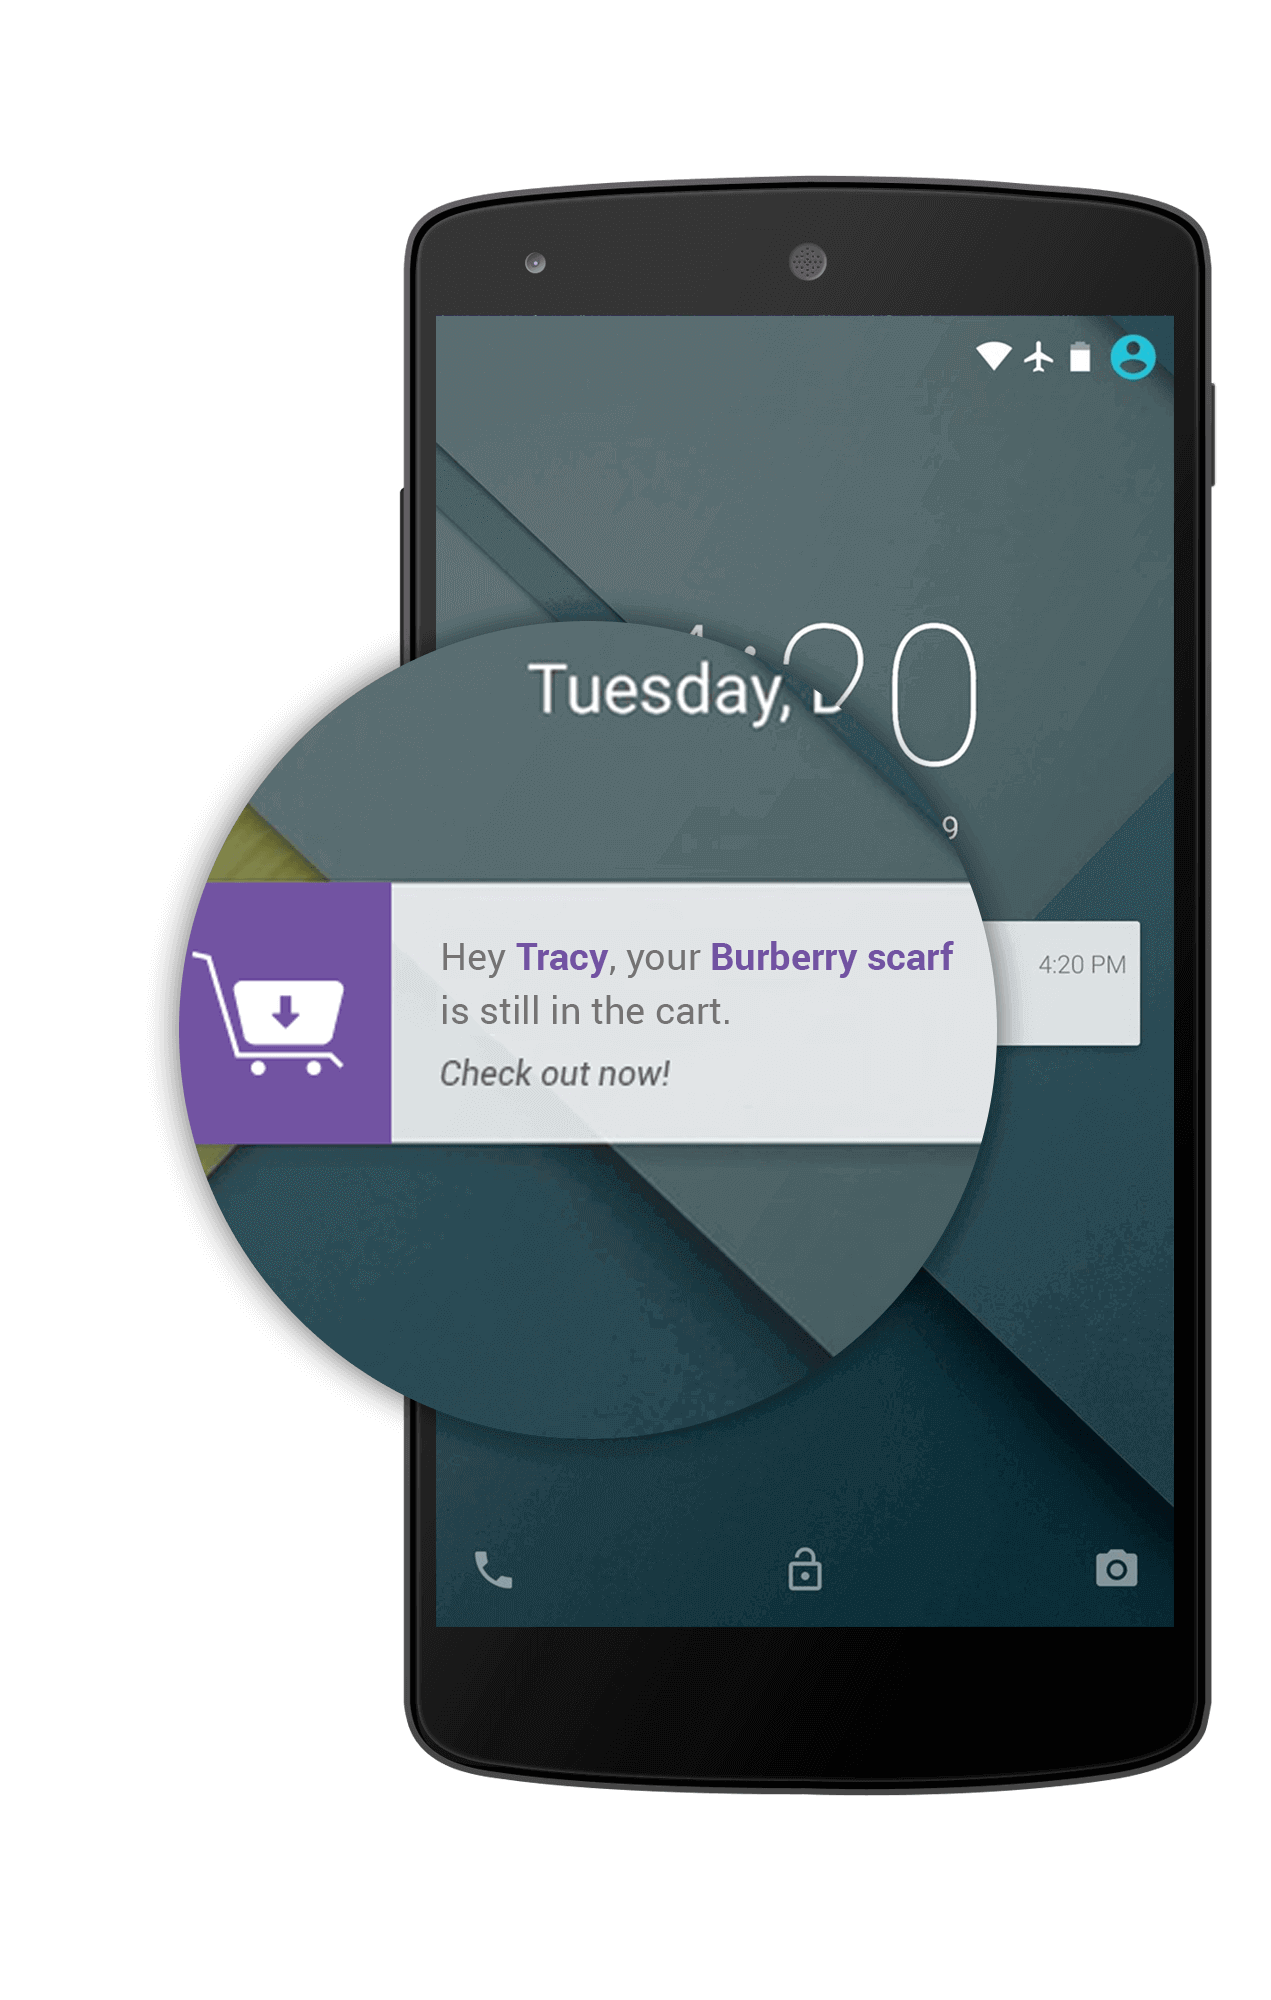 4:20
Tuesday,
9
Hey Tracy, your Burberry scarf
is still in the cart.
Check out now!
4:20 PM